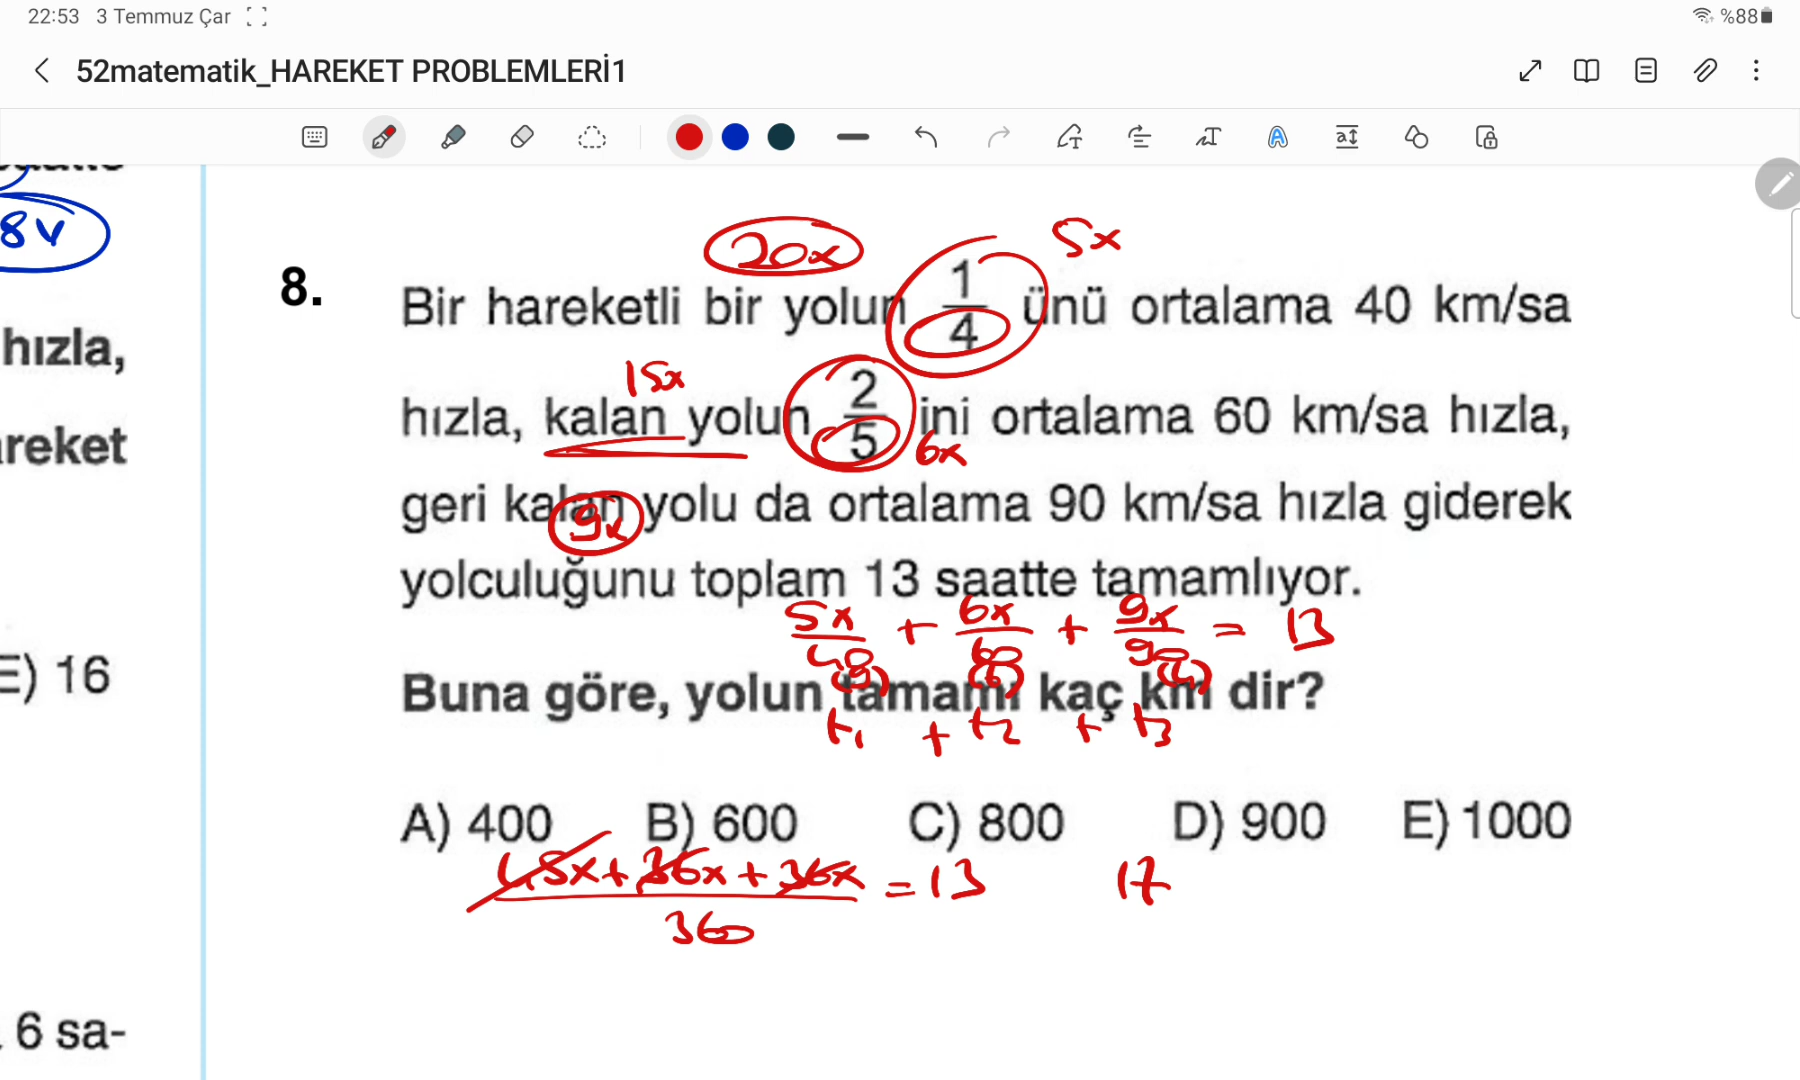 22:53 3 Temmuz Çar %88
52matematik_HAREKET PROBLEMLERİ1
8V
hızla,
areket
E) 16
6 sa-
20x 5x
8. Bir hareketli bir yolun 1/4 ünü ortalama 40 km/sa
15x
hızla, kalan yolun 2/5 ini ortalama 60 km/sa hızla,
6x
geri kalan yolu da ortalama 90 km/sa hızla giderek
9x
yolculuğunu toplam 13 saatte tamamlıyor.
5x/40 + 6x/60 + 9x/90 = 13
(9) (6) (4)
Buna göre, yolun tamamı kaç km dir?
t1 + t2 + t3
A) 400 B) 600 C) 800 D) 900 E) 1000
45x + 36x + 36x = 13 17
360